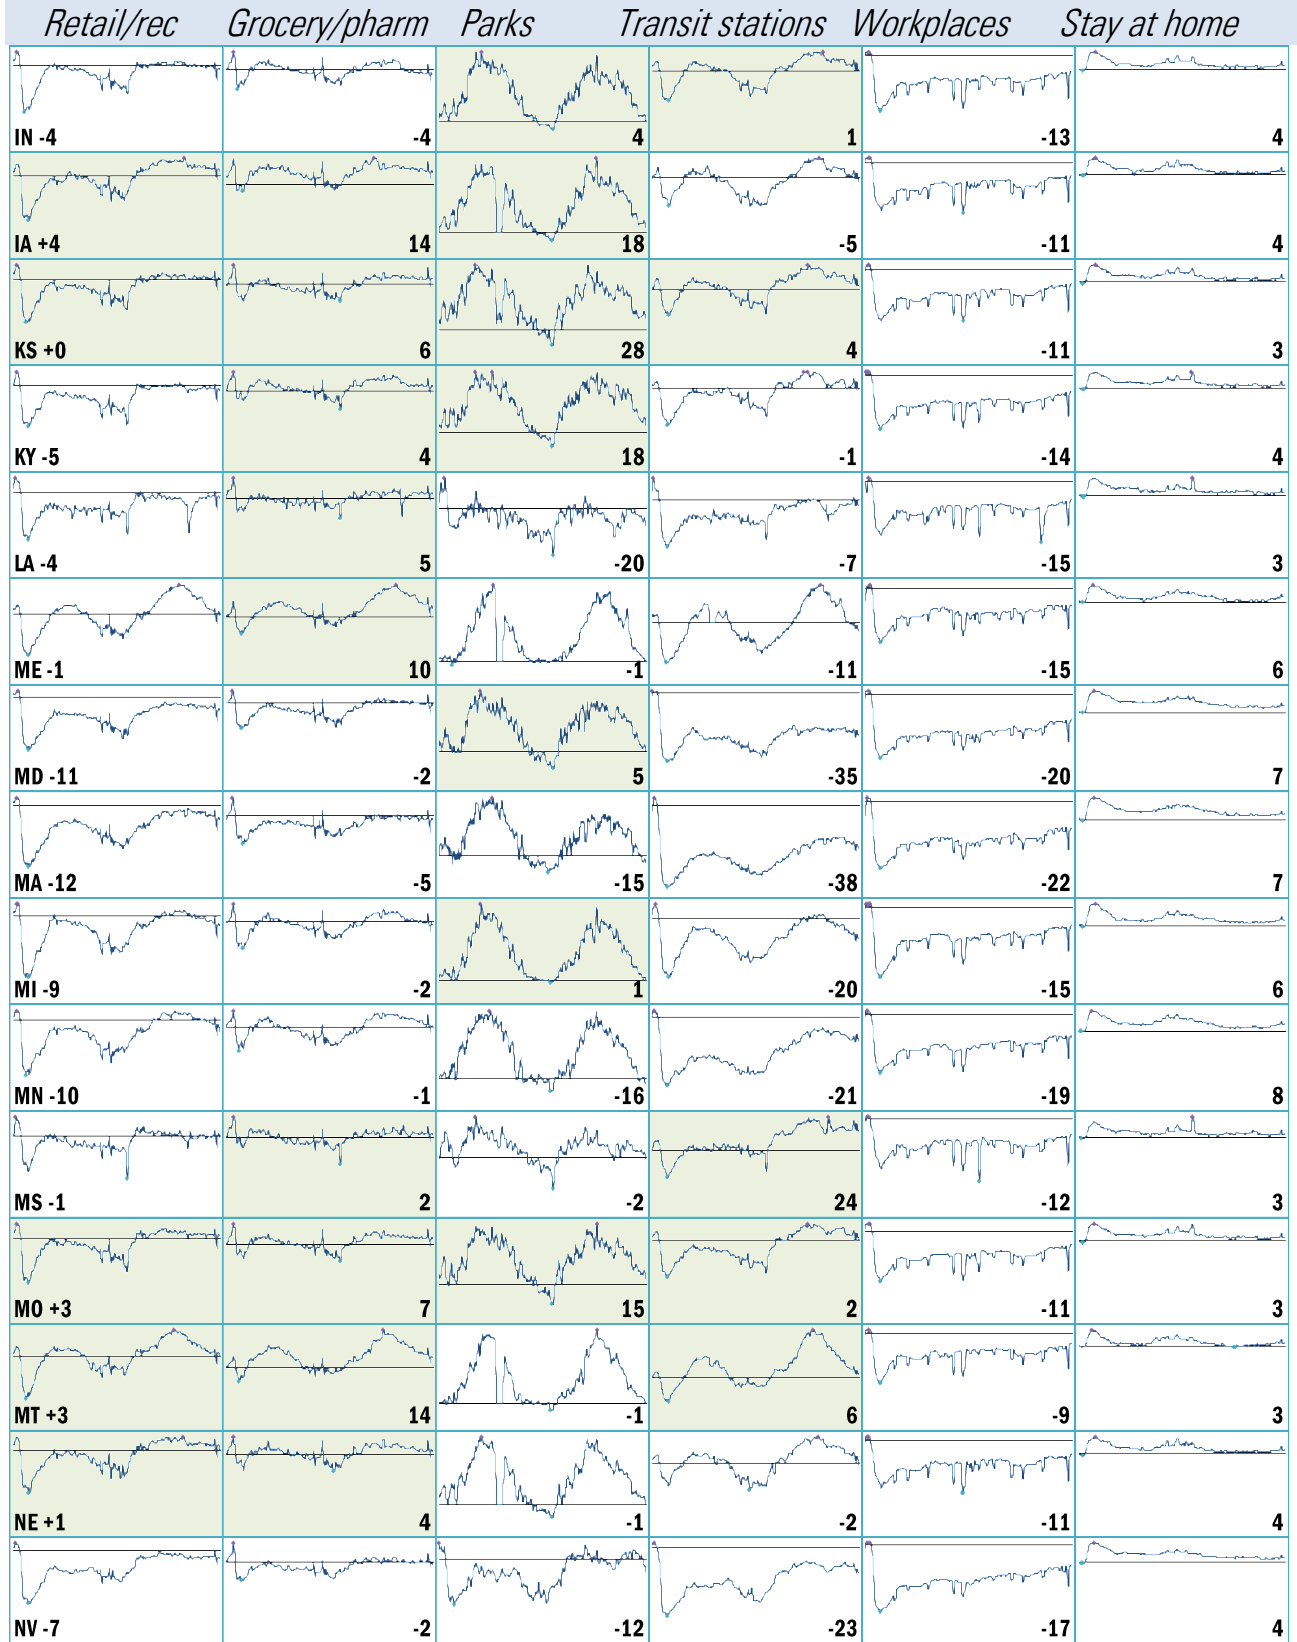 Retail/rec Grocery/pharm Parks Transit stations Workplaces Stay at home
IN -4 -4 4 1 -13 4
IA +4 14 18 -5 -11 4
KS +0 6 28 4 -11 3
KY -5 4 18 -1 -14 4
LA -4 5 -20 -7 -15 3
ME -1 10 -1 -11 -15 6
MD -11 -2 5 -35 -20 7
MA -12 -5 -15 -38 -22 7
MI -9 -2 1 -20 -15 6
MN -10 -1 -16 -21 -19 8
MS -1 2 -2 24 -12 3
MO +3 7 15 2 -11 3
MT +3 14 -1 6 -9 3
NE +1 4 -1 -2 -11 4
NV -7 -2 -12 -23 -17 4